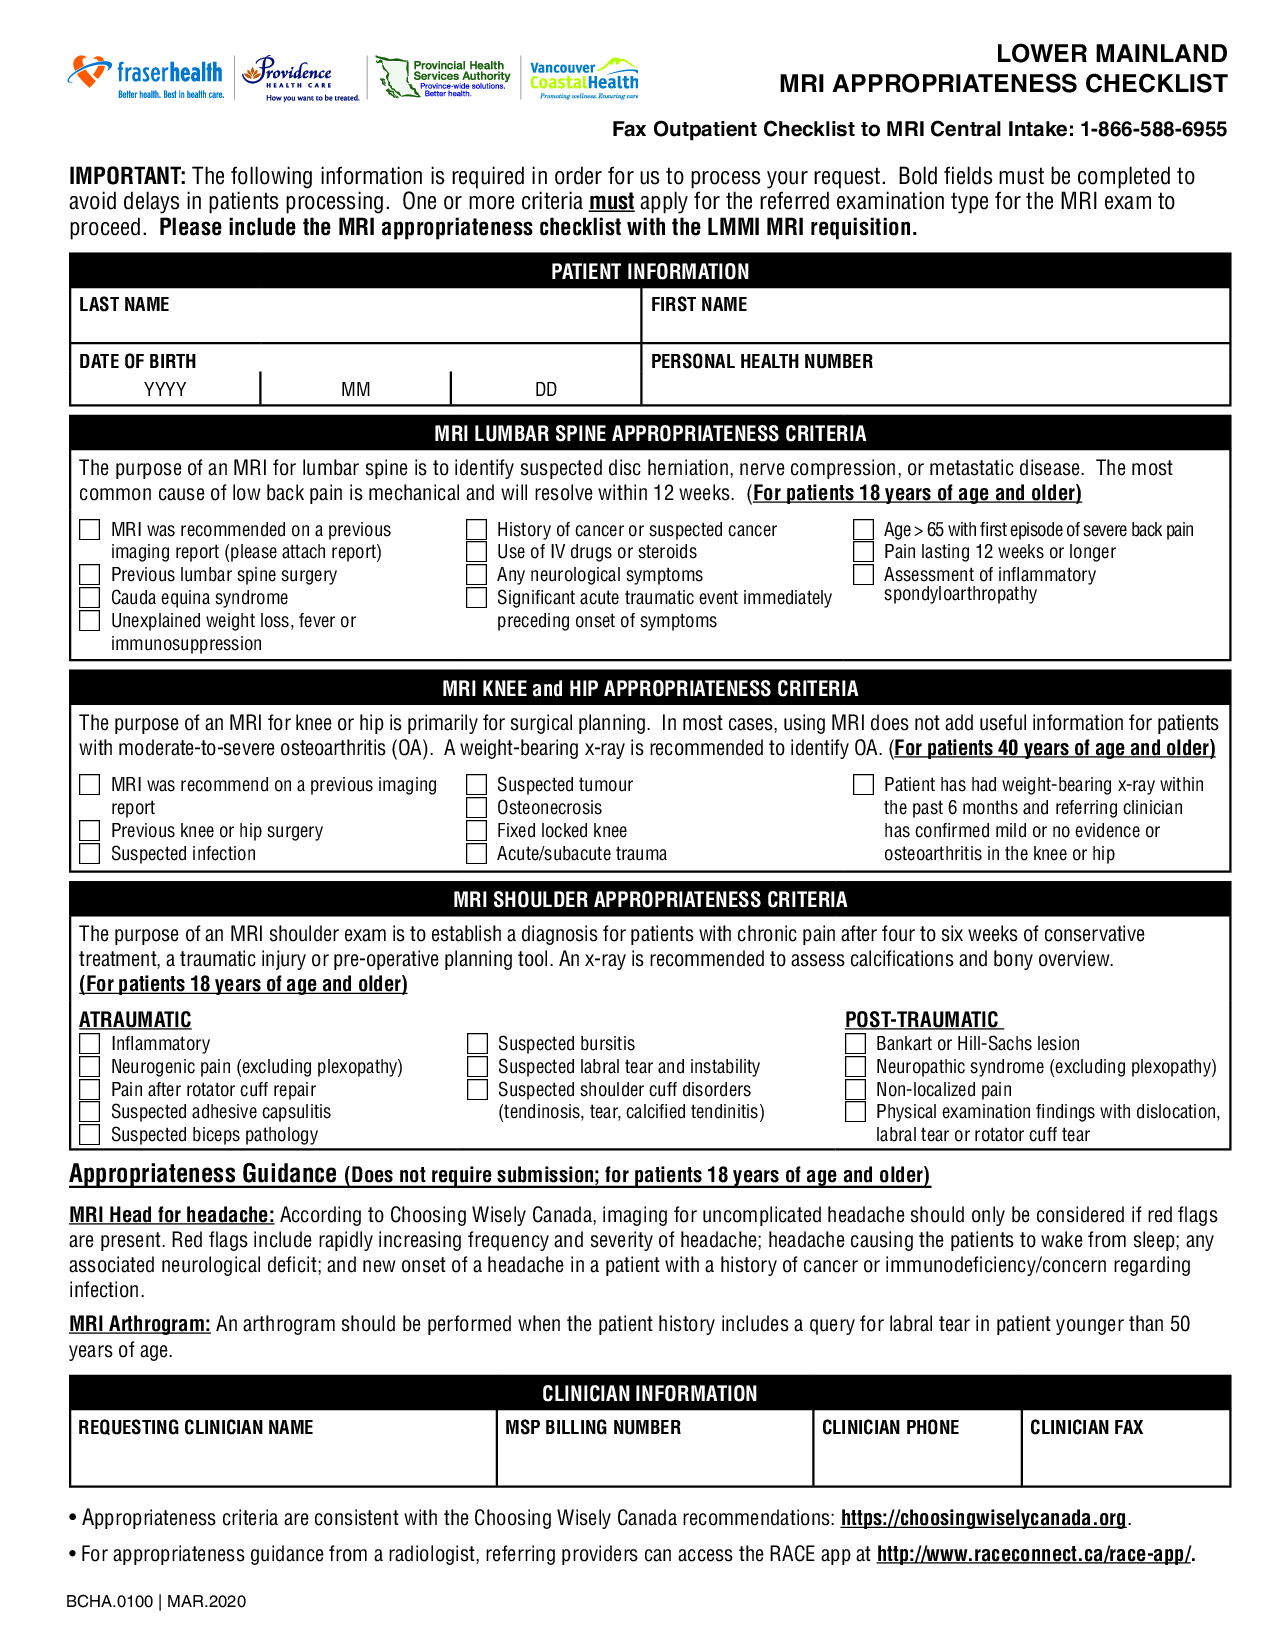 fraserhealth
Better health. Best in health care.
Providence
HEALTH CARE
How you want to be treated.
Provincial Health
Services Authority
Province-wide solutions.
Better health.
Vancouver
CoastalHealth
Promoting wellness. Ensuring care.
LOWER MAINLAND
MRI APPROPRIATENESS CHECKLIST
Fax Outpatient Checklist to MRI Central Intake: 1-866-588-6955
IMPORTANT: The following information is required in order for us to process your request. Bold fields must be completed to
avoid delays in patients processing. One or more criteria must apply for the referred examination type for the MRI exam to
proceed. Please include the MRI appropriateness checklist with the LMMI MRI requisition.
PATIENT INFORMATION
LAST NAME
FIRST NAME
DATE OF BIRTH
YYYY MM DD
PERSONAL HEALTH NUMBER
MRI LUMBAR SPINE APPROPRIATENESS CRITERIA
The purpose of an MRI for lumbar spine is to identify suspected disc herniation, nerve compression, or metastatic disease. The most
common cause of low back pain is mechanical and will resolve within 12 weeks. (For patients 18 years of age and older)
MRI was recommended on a previous
imaging report (please attach report)
Previous lumbar spine surgery
Cauda equina syndrome
Unexplained weight loss, fever or
immunosuppression
History of cancer or suspected cancer
Use of IV drugs or steroids
Any neurological symptoms
Significant acute traumatic event immediately
preceding onset of symptoms
Age > 65 with first episode of severe back pain
Pain lasting 12 weeks or longer
Assessment of inflammatory
spondyloarthropathy
MRI KNEE and HIP APPROPRIATENESS CRITERIA
The purpose of an MRI for knee or hip is primarily for surgical planning. In most cases, using MRI does not add useful information for patients
with moderate-to-severe osteoarthritis (OA). A weight-bearing x-ray is recommended to identify OA. (For patients 40 years of age and older)
MRI was recommend on a previous imaging
report
Previous knee or hip surgery
Suspected infection
Suspected tumour
Osteonecrosis
Fixed locked knee
Acute/subacute trauma
Patient has had weight-bearing x-ray within
the past 6 months and referring clinician
has confirmed mild or no evidence or
osteoarthritis in the knee or hip
MRI SHOULDER APPROPRIATENESS CRITERIA
The purpose of an MRI shoulder exam is to establish a diagnosis for patients with chronic pain after four to six weeks of conservative
treatment, a traumatic injury or pre-operative planning tool. An x-ray is recommended to assess calcifications and bony overview.
(For patients 18 years of age and older)
ATRAUMATIC
Inflammatory
Neurogenic pain (excluding plexopathy)
Pain after rotator cuff repair
Suspected adhesive capsulitis
Suspected biceps pathology
Suspected bursitis
Suspected labral tear and instability
Suspected shoulder cuff disorders
(tendinosis, tear, calcified tendinitis)
POST-TRAUMATIC
Bankart or Hill-Sachs lesion
Neuropathic syndrome (excluding plexopathy)
Non-localized pain
Physical examination findings with dislocation,
labral tear or rotator cuff tear
Appropriateness Guidance (Does not require submission; for patients 18 years of age and older)
MRI Head for headache: According to Choosing Wisely Canada, imaging for uncomplicated headache should only be considered if red flags
are present. Red flags include rapidly increasing frequency and severity of headache; headache causing the patients to wake from sleep; any
associated neurological deficit; and new onset of a headache in a patient with a history of cancer or immunodeficiency/concern regarding
infection.
MRI Arthrogram: An arthrogram should be performed when the patient history includes a query for labral tear in patient younger than 50
years of age.
CLINICIAN INFORMATION
REQUESTING CLINICIAN NAME
MSP BILLING NUMBER
CLINICIAN PHONE
CLINICIAN FAX
• Appropriateness criteria are consistent with the Choosing Wisely Canada recommendations: https://choosingwiselycanada.org.
• For appropriateness guidance from a radiologist, referring providers can access the RACE app at http://www.raceconnect.ca/race-app/.
BCHA.0100 | MAR.2020